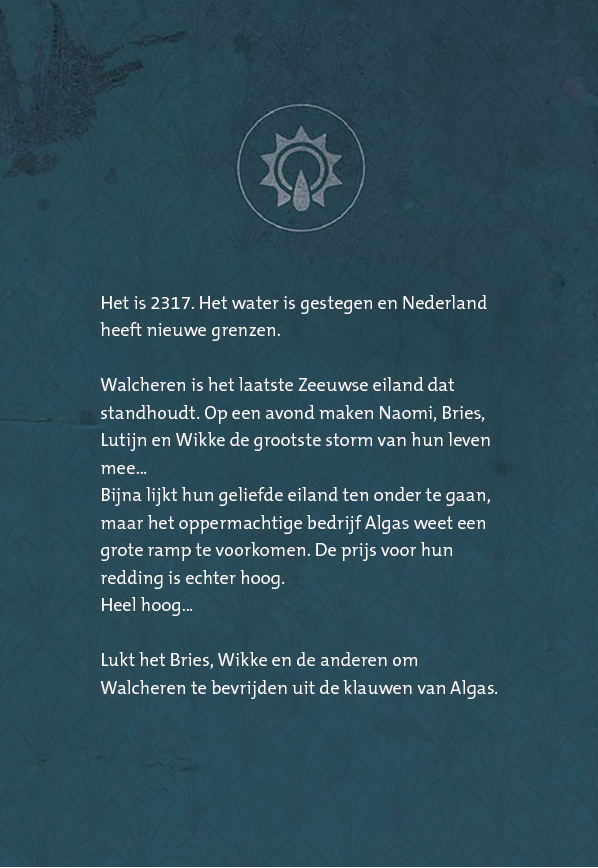 Het is 2317. Het water is gestegen en Nederland
heeft nieuwe grenzen.
Walcheren is het laatste Zeeuwse eiland dat
standhoudt. Op een avond maken Naomi, Bries,
Lutijn en Wikke de grootste storm van hun leven
mee...
Bijna lijkt hun geliefde eiland ten onder te gaan,
maar het oppermachtige bedrijf Algas weet een
grote ramp te voorkomen. De prijs voor hun
redding is echter hoog.
Heel hoog...
Lukt het Bries, Wikke en de anderen om
Walcheren te bevrijden uit de klauwen van Algas.